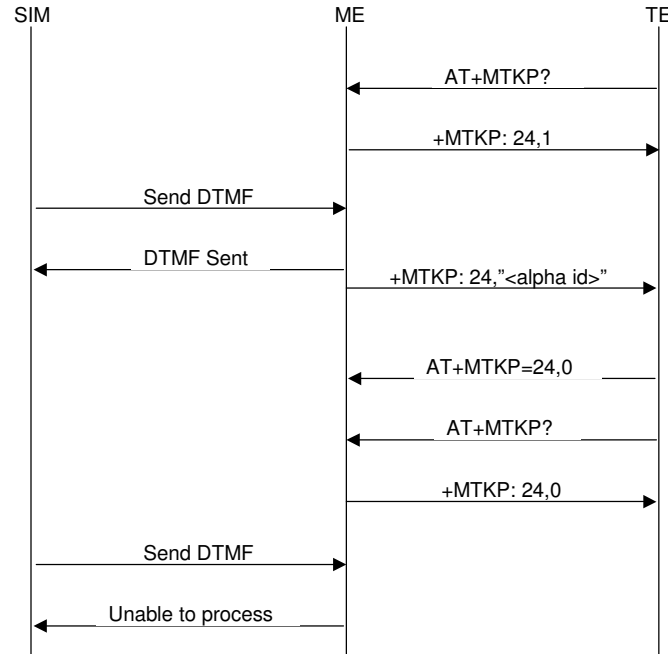 SIM ME TE
AT+MTKP?
+MTKP: 24,1
Send DTMF
DTMF Sent
+MTKP: 24,”<alpha id>”
AT+MTKP=24,0
AT+MTKP?
+MTKP: 24,0
Send DTMF
Unable to process